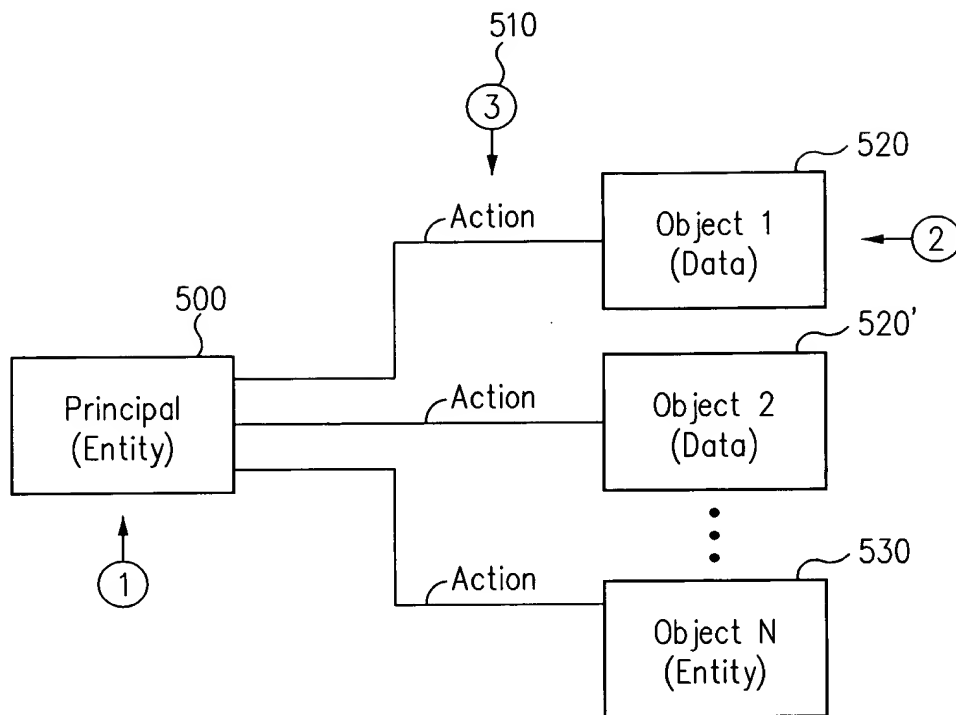 510
3
520
Action
Object 1
(Data)
2
500
520'
Principal
(Entity)
Action
Object 2
(Data)
1
530
Action
Object N
(Entity)